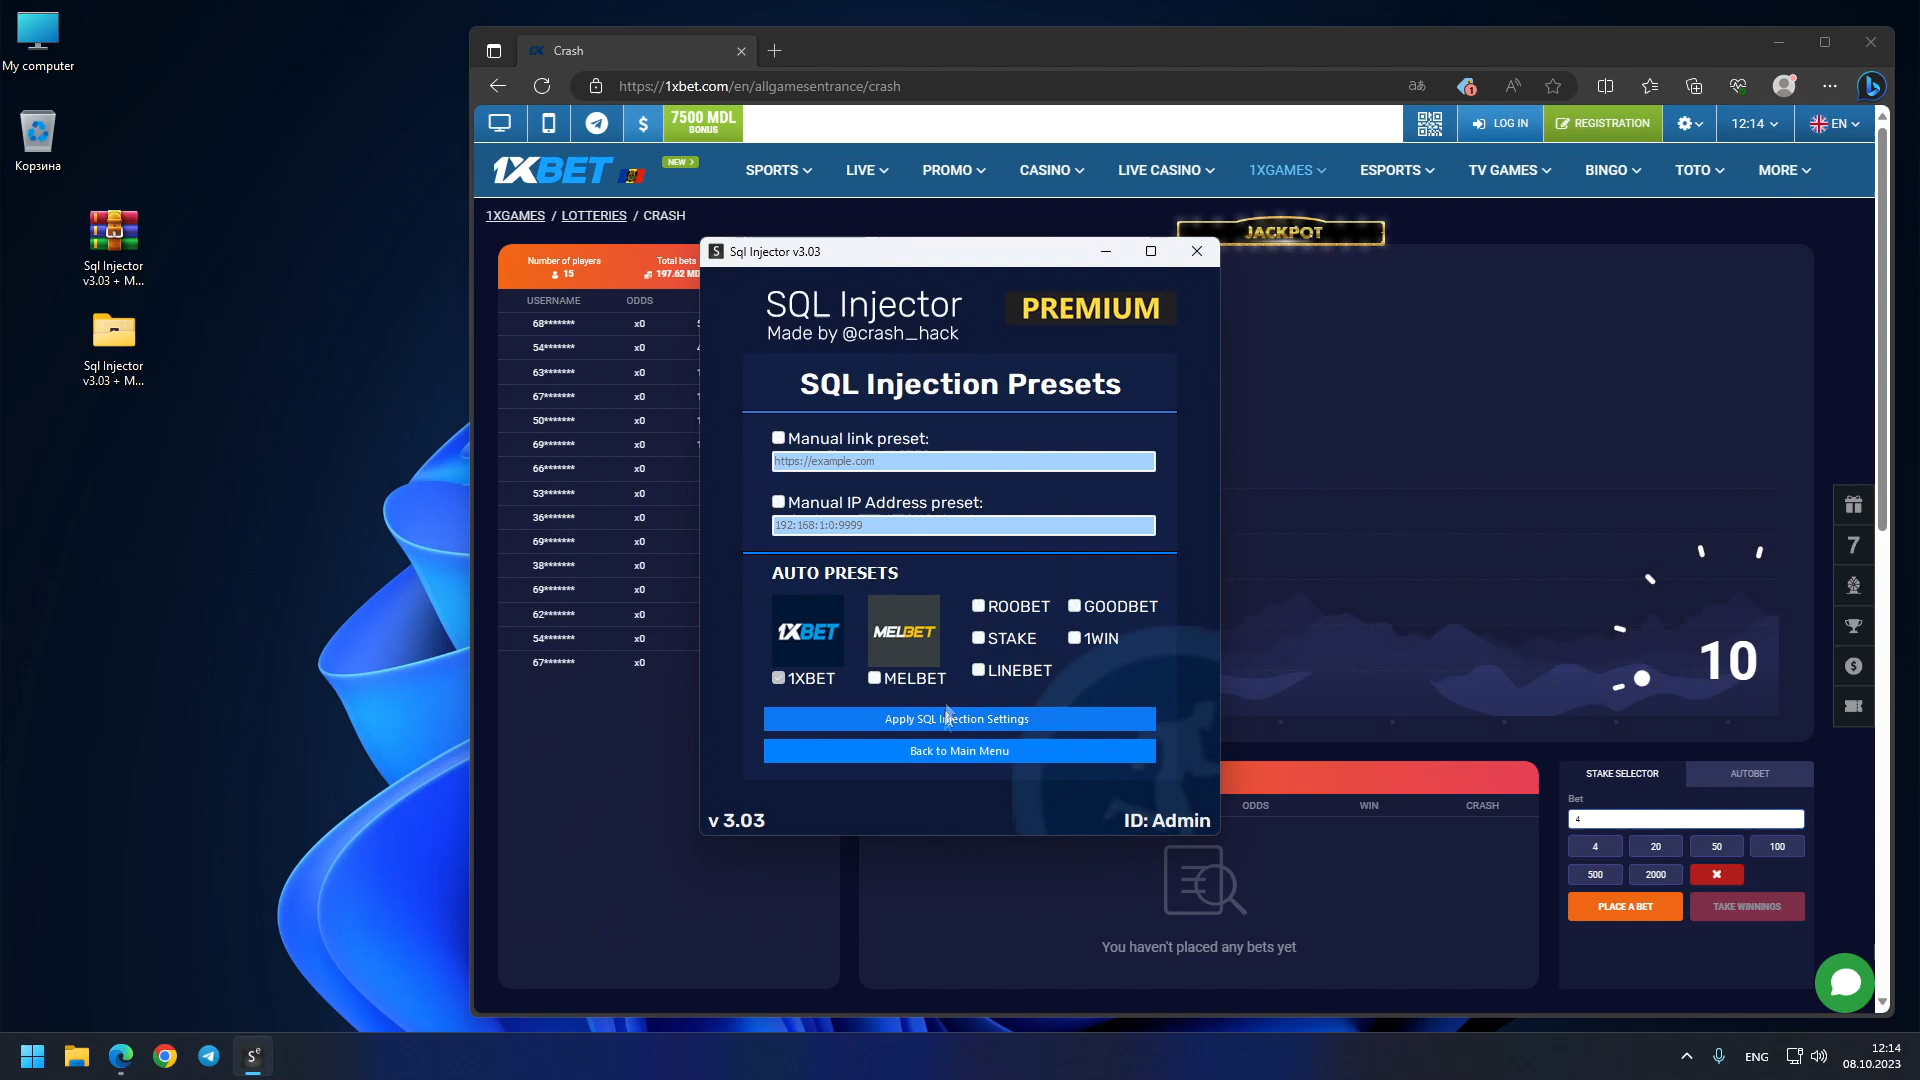 My computer
Корзина
Sql Injector
v3.03 + M...
Sql Injector
v3.03 + M...
Crash
https://1xbet.com/en/allgamesentrance/crash
7500 MDL
BONUS
LOG IN
REGISTRATION
12:14
EN
1XBET
NEW
SPORTS
LIVE
PROMO
CASINO
LIVE CASINO
1XGAMES
ESPORTS
TV GAMES
BINGO
TOTO
MORE
1XGAMES / LOTTERIES / CRASH
JACKPOT
Number of players
15
Total bets
197.62 MD
USERNAME ODDS
68******* x0
54******* x0
63******* x0
67******* x0
50******* x0
69******* x0
66******* x0
53******* x0
36******* x0
69******* x0
38******* x0
69******* x0
62******* x0
54******* x0
67******* x0
Sql Injector v3.03
SQL Injector
PREMIUM
Made by @crash_hack
SQL Injection Presets
Manual link preset:
https://example.com
Manual IP Address preset:
192:168:1:0:9999
AUTO PRESETS
1XBET
MELBET
ROOBET
GOODBET
STAKE
1WIN
LINEBET
1XBET
MELBET
Apply SQL Injection Settings
Back to Main Menu
v 3.03
ID: Admin
10
7
ODDS
WIN
CRASH
You haven't placed any bets yet
STAKE SELECTOR
AUTOBET
Bet
4
4
20
50
100
500
2000
PLACE A BET
TAKE WINNINGS
ENG
12:14
08.10.2023